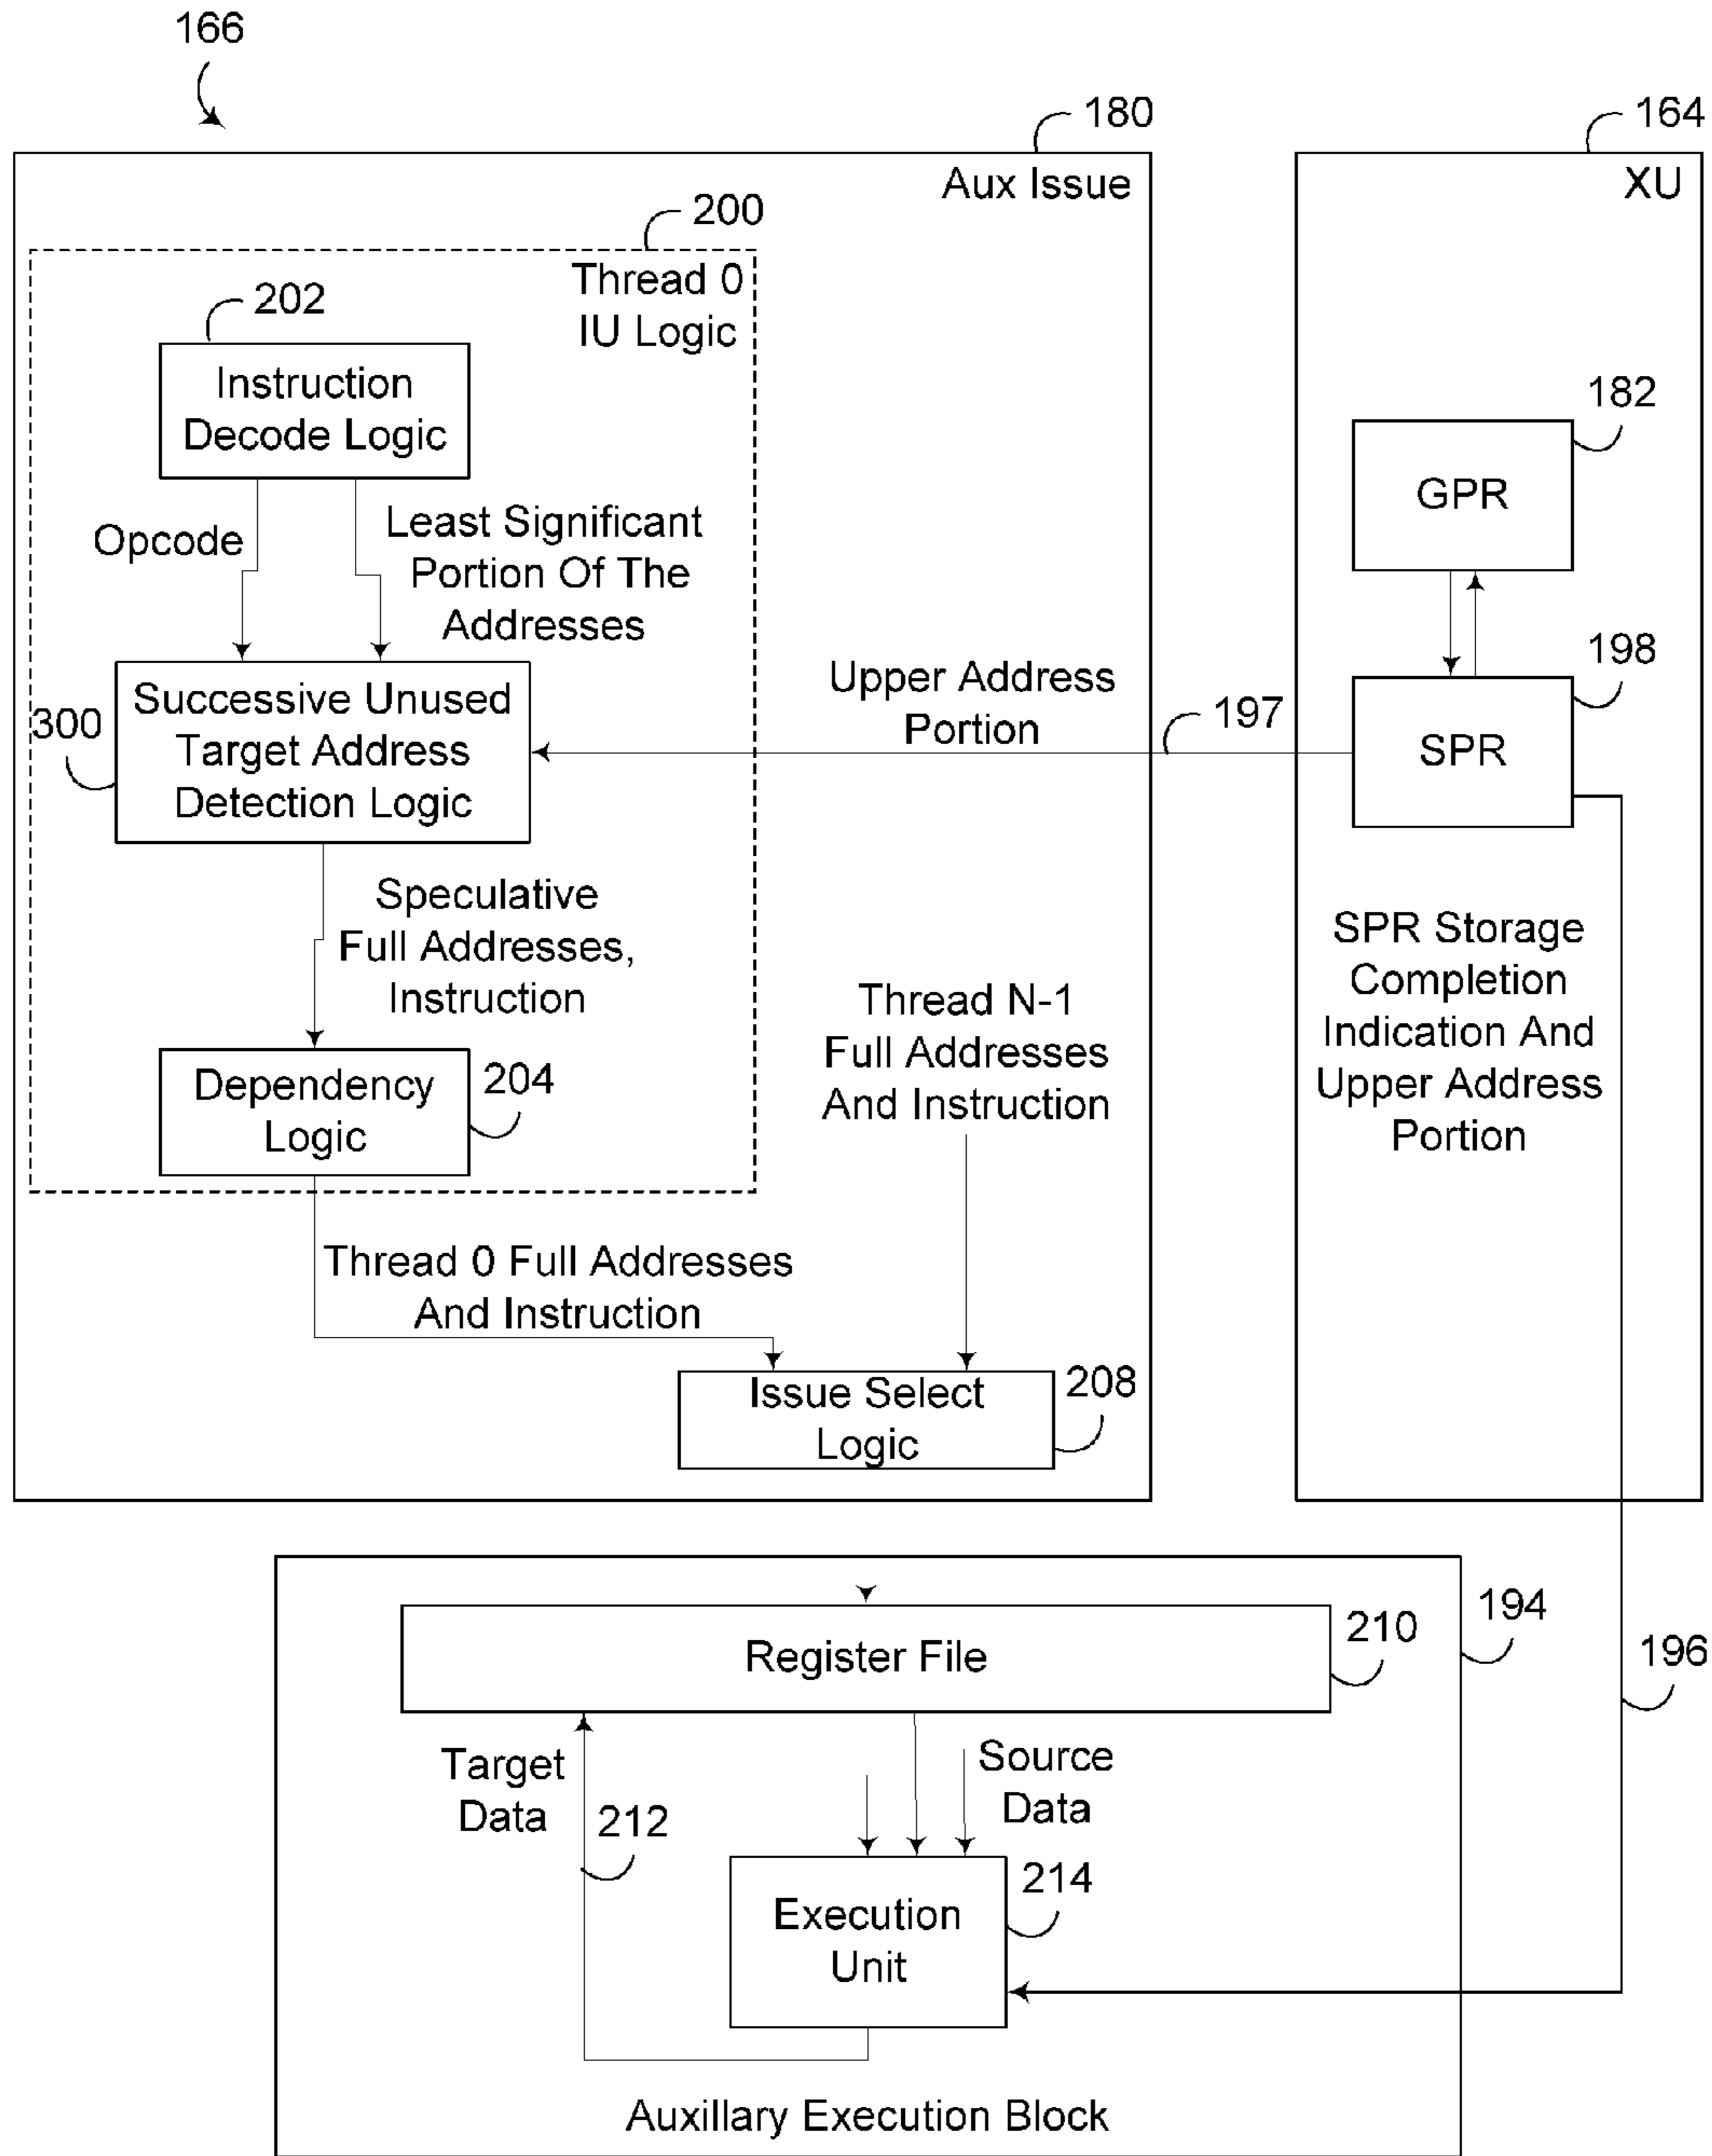 166
180
164
Aux Issue
XU
200
Thread 0
IU Logic
202
Instruction
Decode Logic
182
GPR
Opcode
Least Significant
Portion Of The
Addresses
198
SPR
Successive Unused
Target Address
Detection Logic
300
Upper Address
Portion
197
Speculative
Full Addresses,
Instruction
SPR Storage
Completion
Indication And
Upper Address
Portion
Thread N-1
Full Addresses
And Instruction
Dependency
Logic
204
Thread 0 Full Addresses
And Instruction
Issue Select
Logic
208
Register File
210
194
196
Target
Data
212
Source
Data
214
Execution
Unit
Auxillary Execution Block